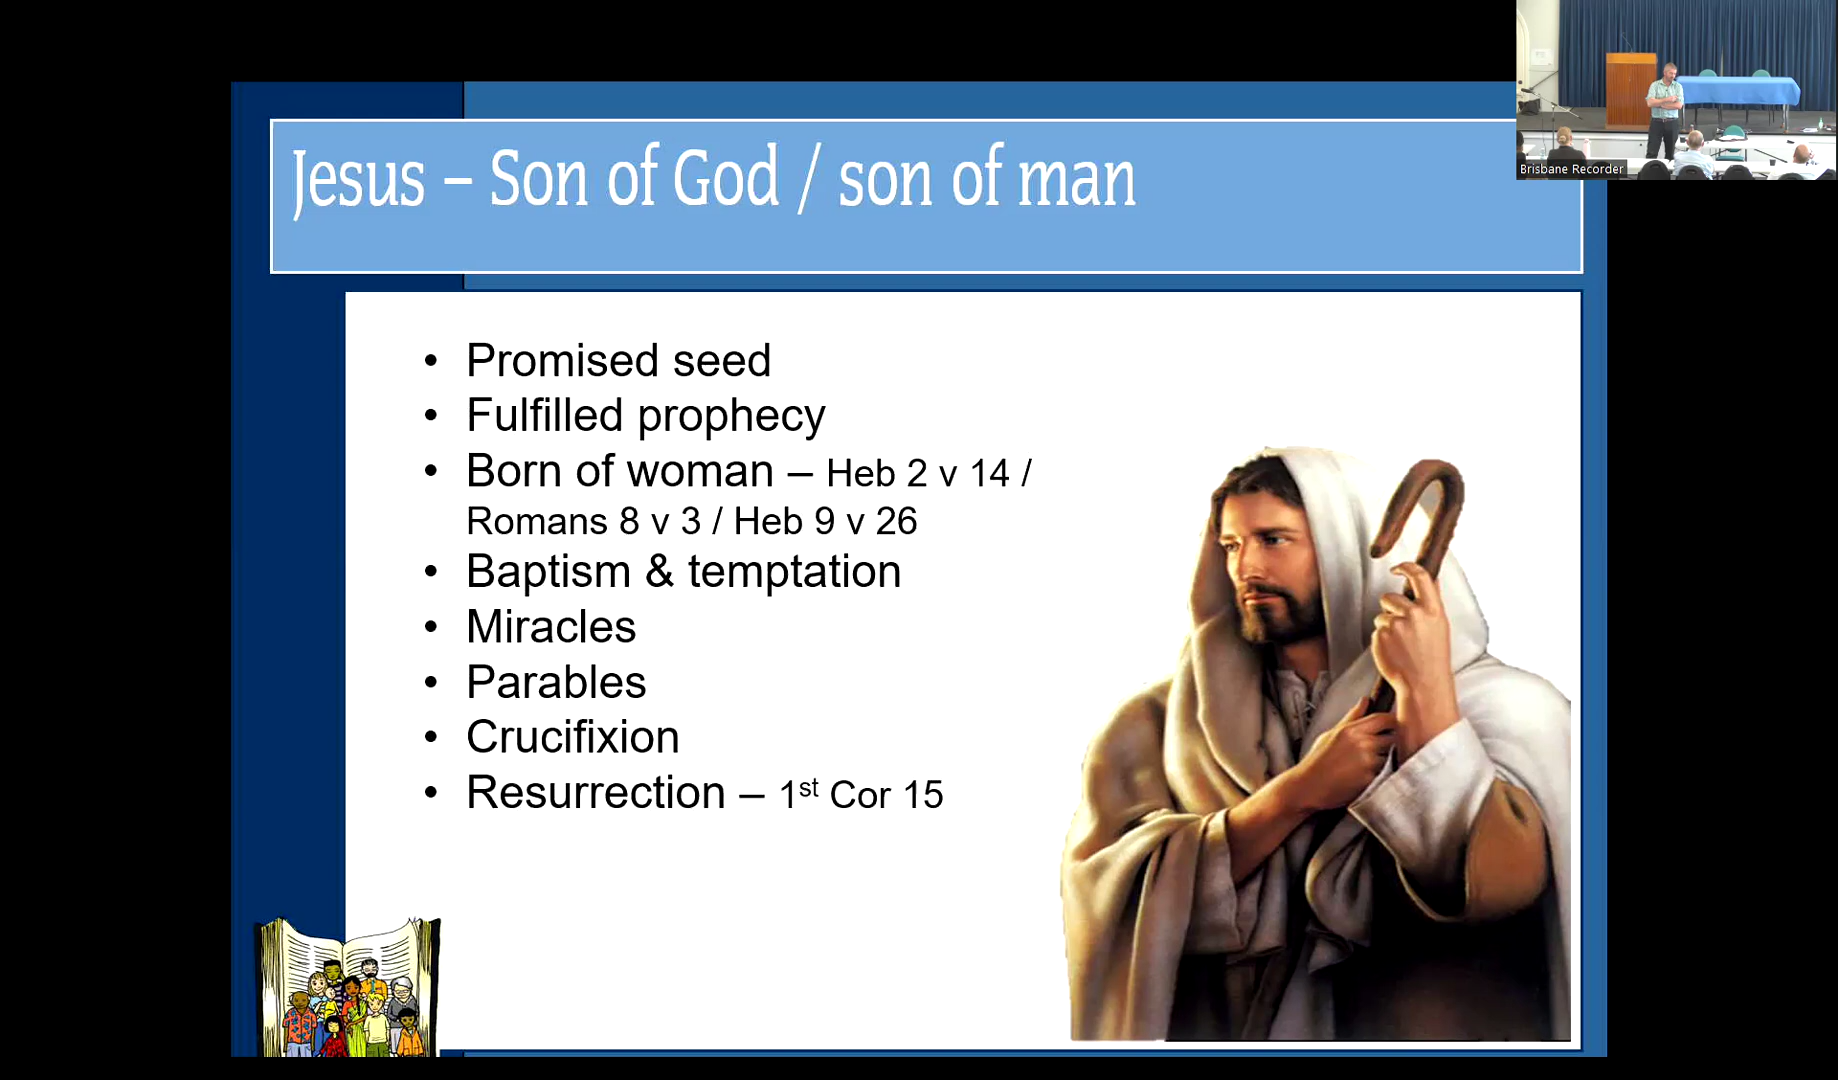 Jesus – Son of God / son of man
• Promised seed
• Fulfilled prophecy
• Born of woman – Heb 2 v 14 /
Romans 8 v 3 / Heb 9 v 26
• Baptism & temptation
• Miracles
• Parables
• Crucifixion
• Resurrection – 1st Cor 15
Brisbane Recorder